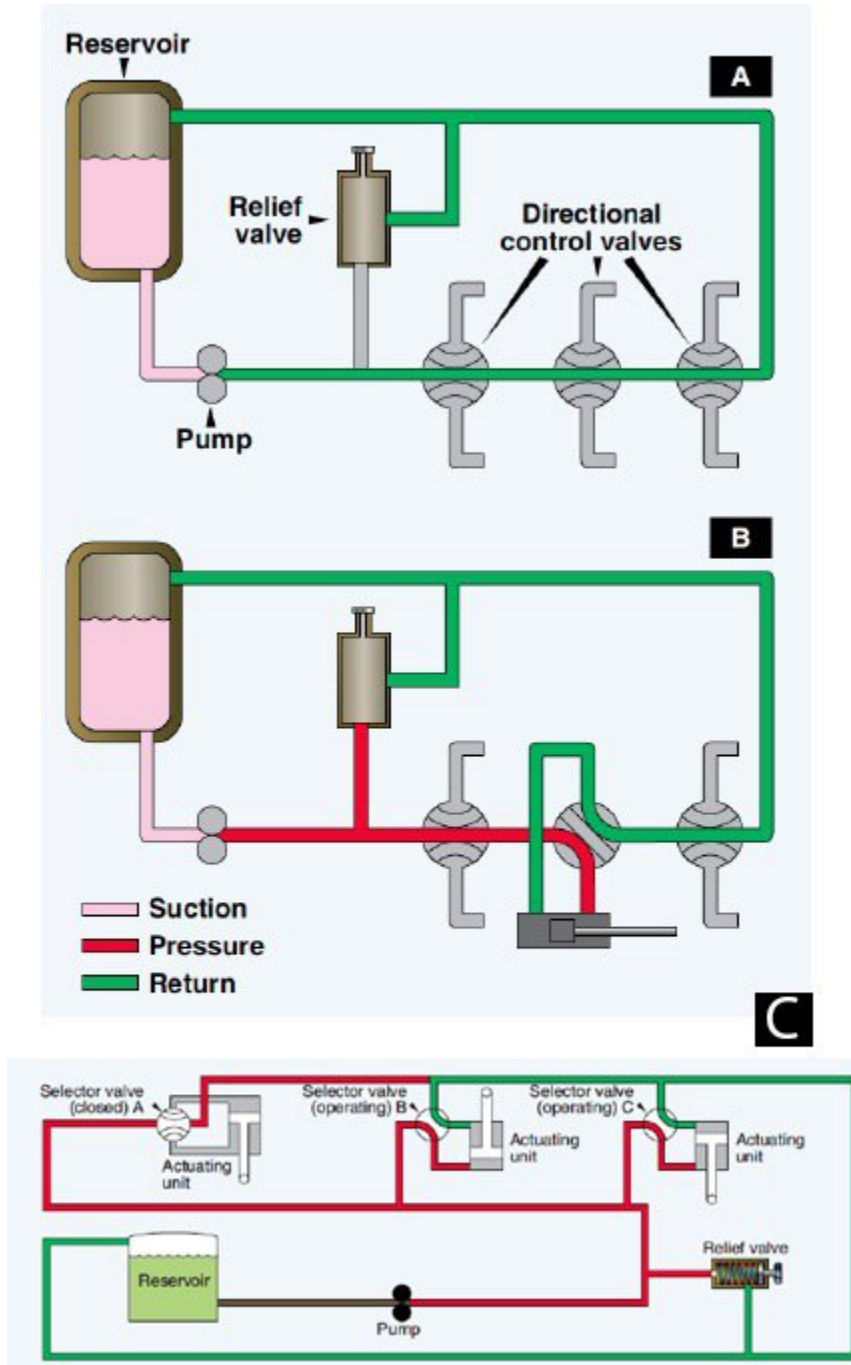 Reservoir
A
Relief
valve
Directional
control valves
Pump
B
Suction
Pressure
Return
C
Selector valve
(closed) A
Selector valve
(operating) B
Selector valve
(operating) C
Actuating
unit
Actuating
unit
Actuating
unit
Relief valve
Reservoir
Pump